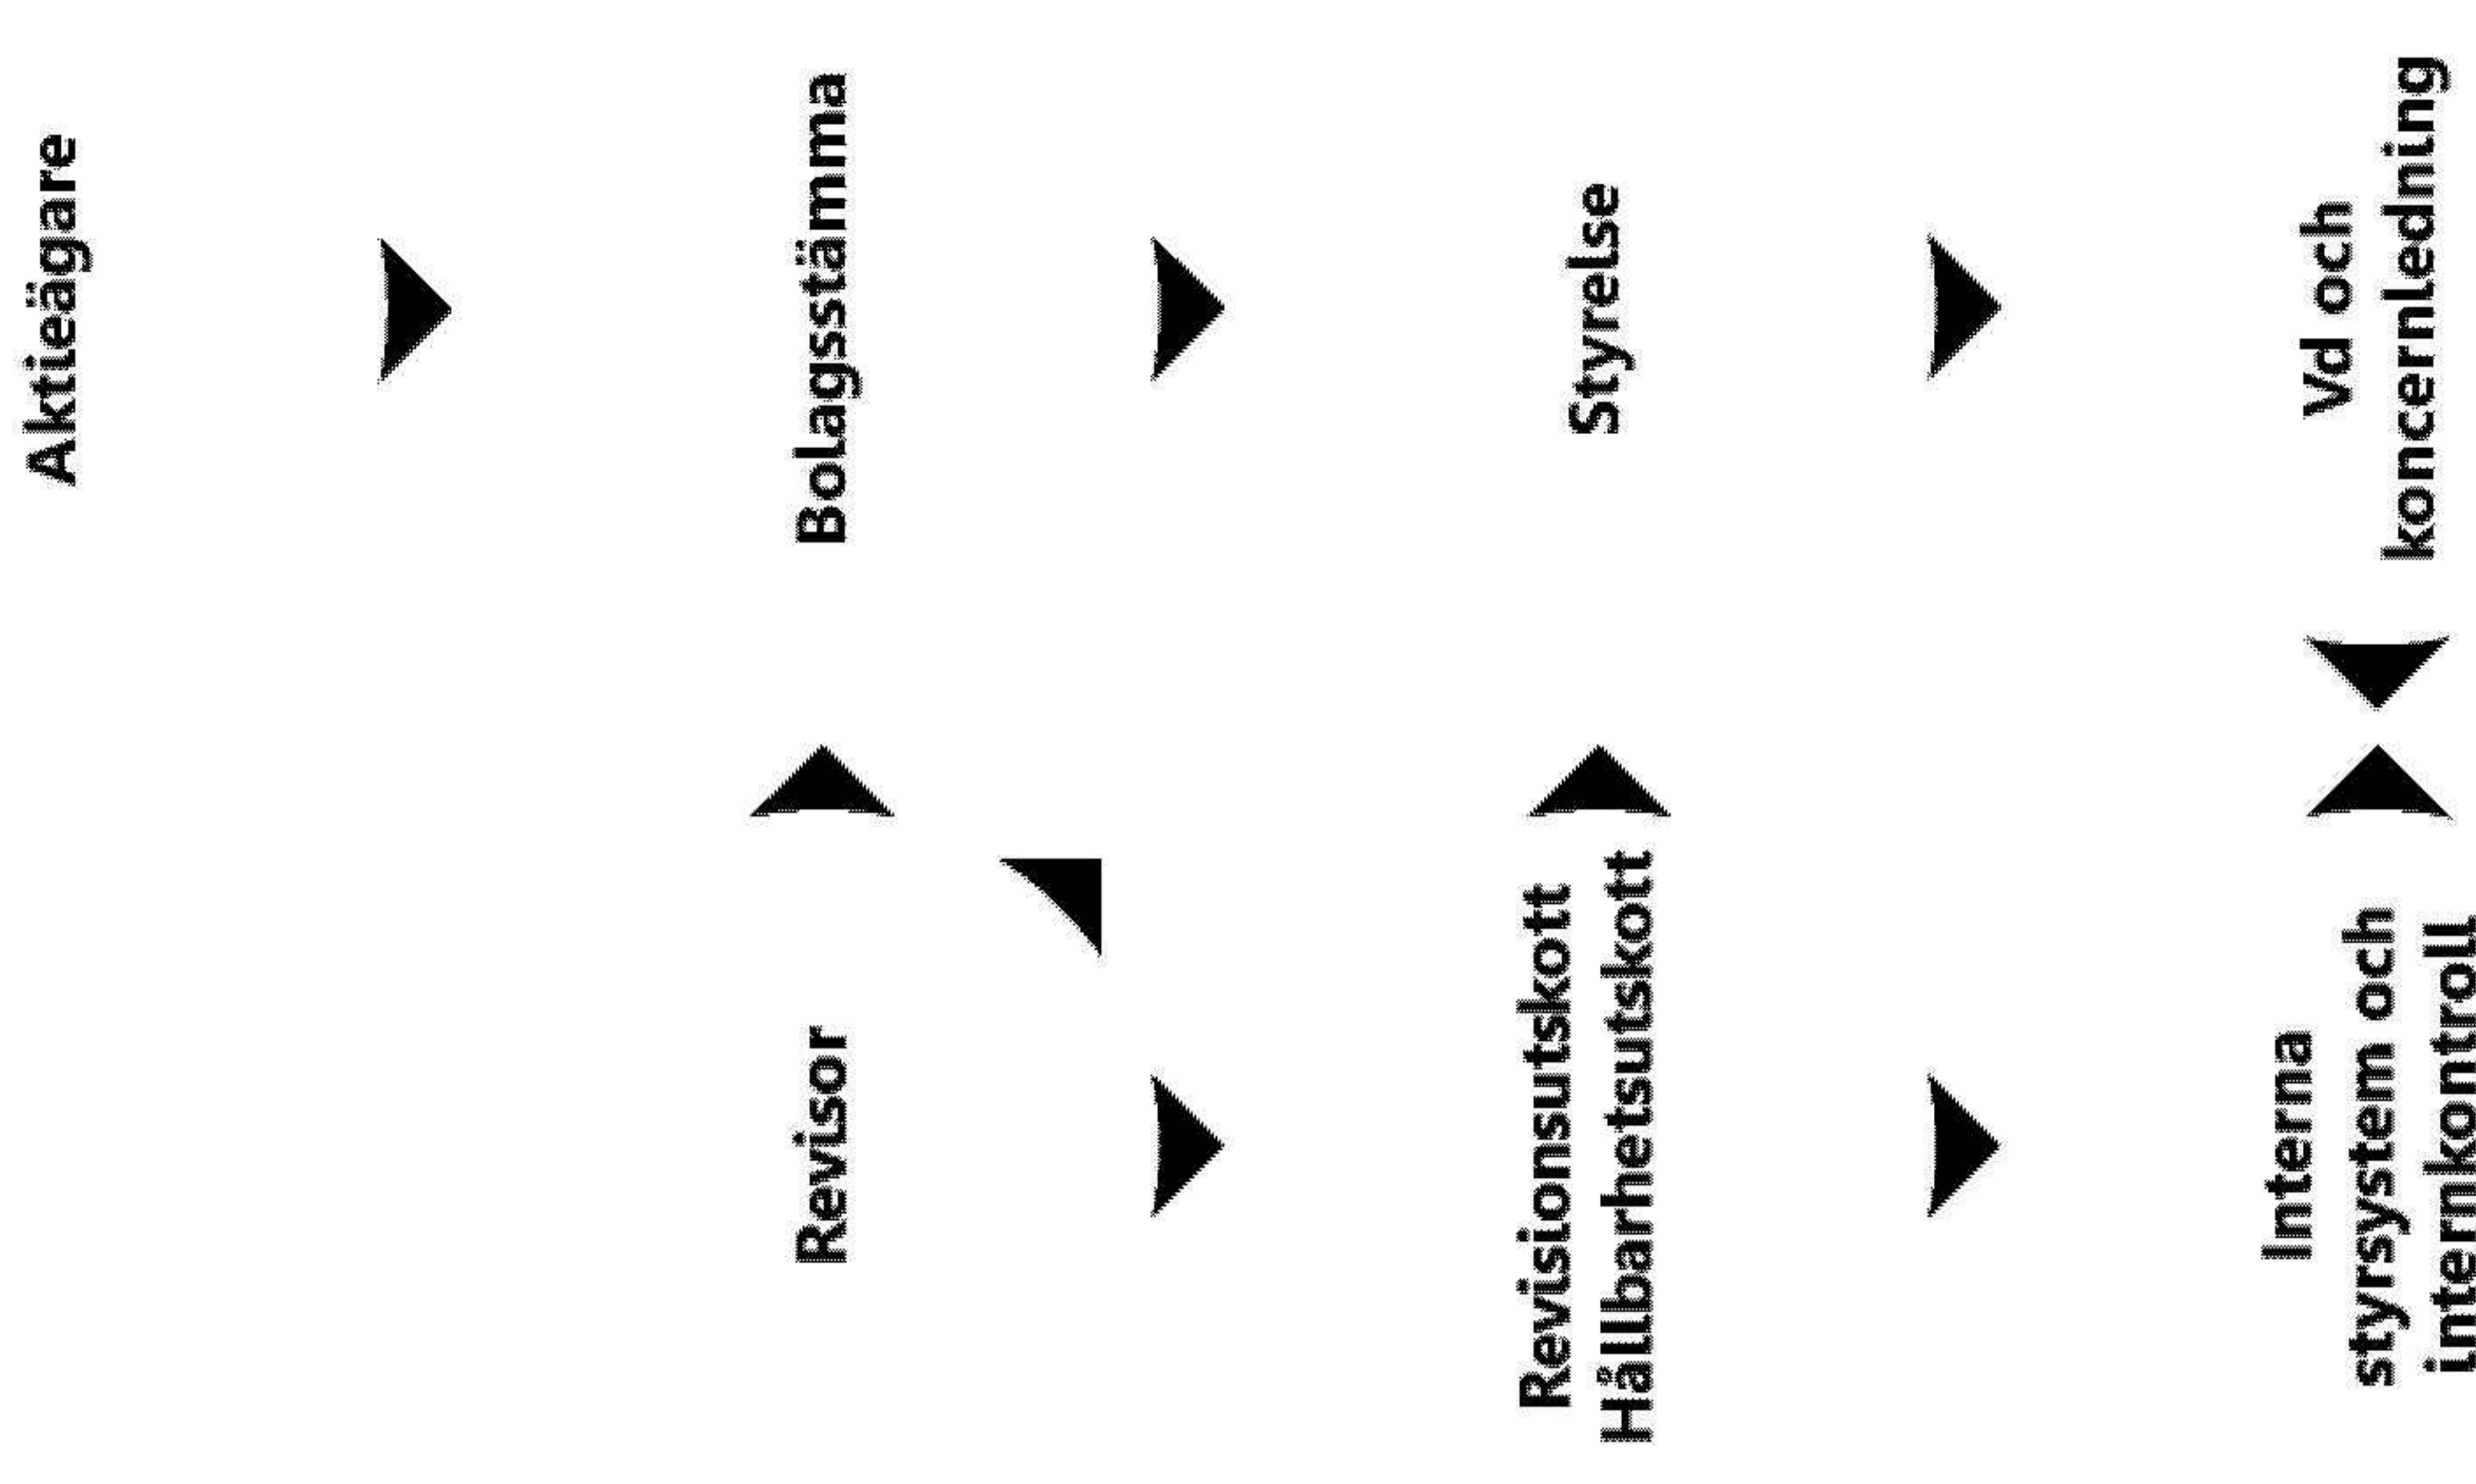 Aktieägare
Bolagsstämma
Revisor
Styrelse
Revisionsutskott
Hållbarhetsutskott
Vd och
koncernledning
Interna
styrsystem och
internkontroll